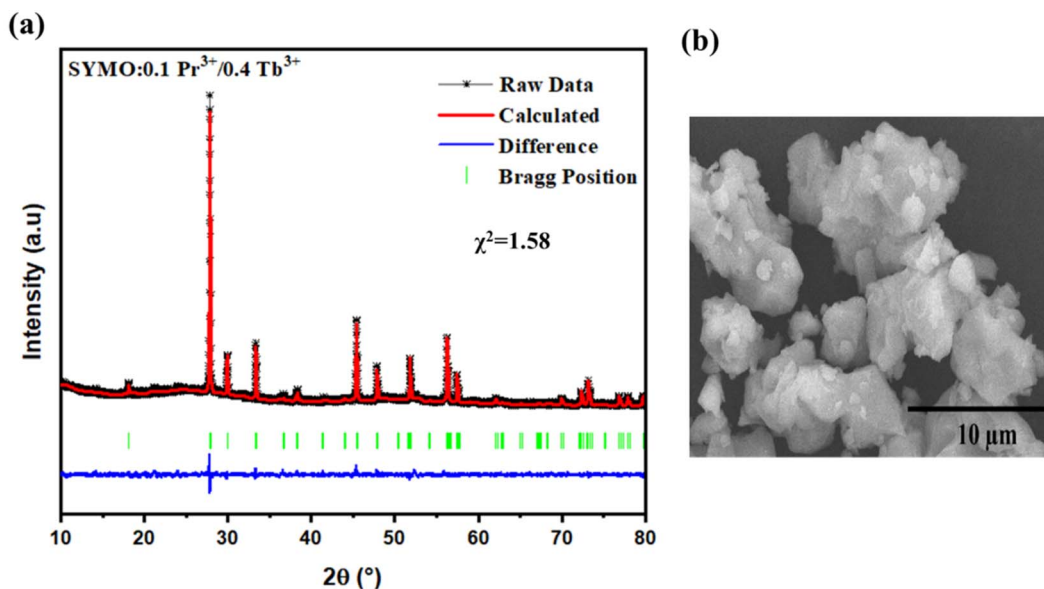 (a)
SYMO:0.1 Pr³⁺/0.4 Tb³⁺
Raw Data
Calculated
Difference
Bragg Position
χ²=1.58
Intensity (a.u)
10 20 30 40 50 60 70 80
2θ (°)
(b)
10 μm